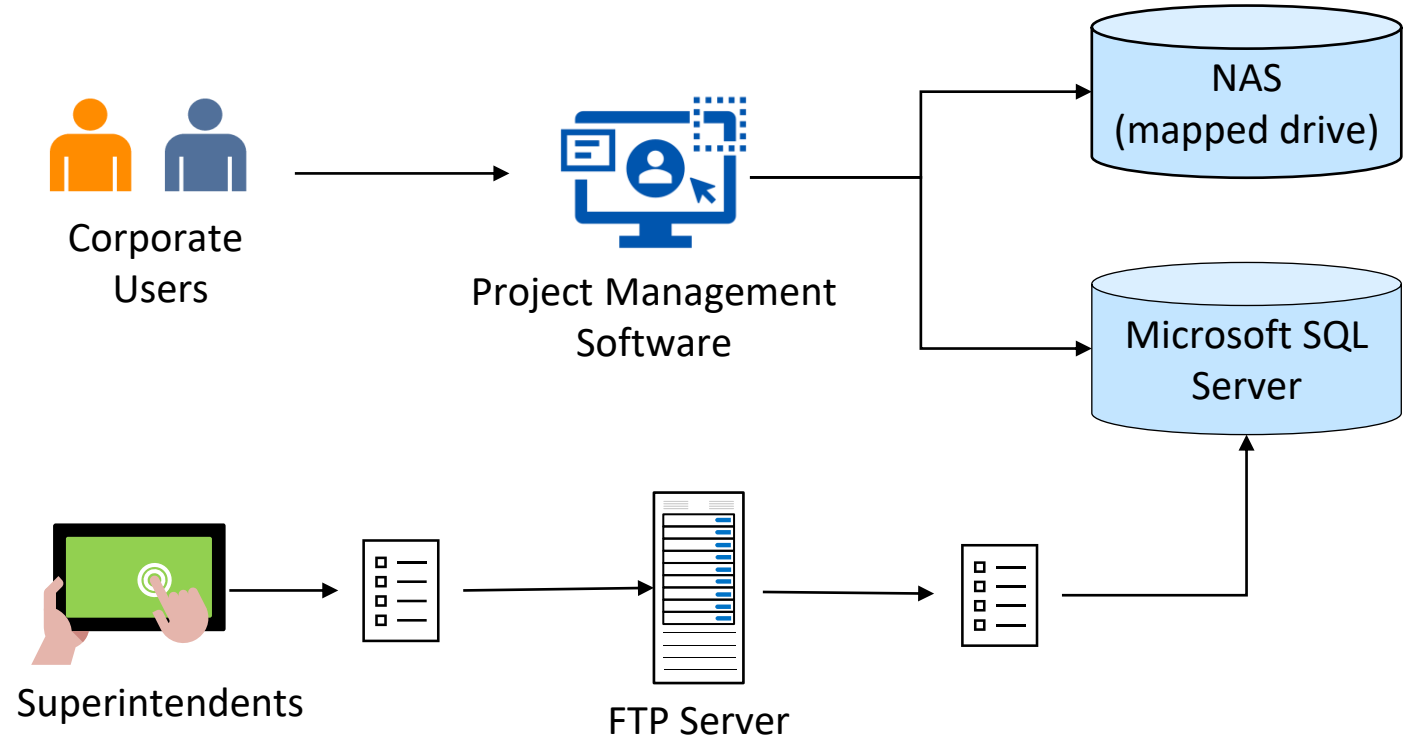 NAS
(mapped drive)
Corporate
Users
Project Management
Software
Microsoft SQL
Server
Superintendents
FTP Server